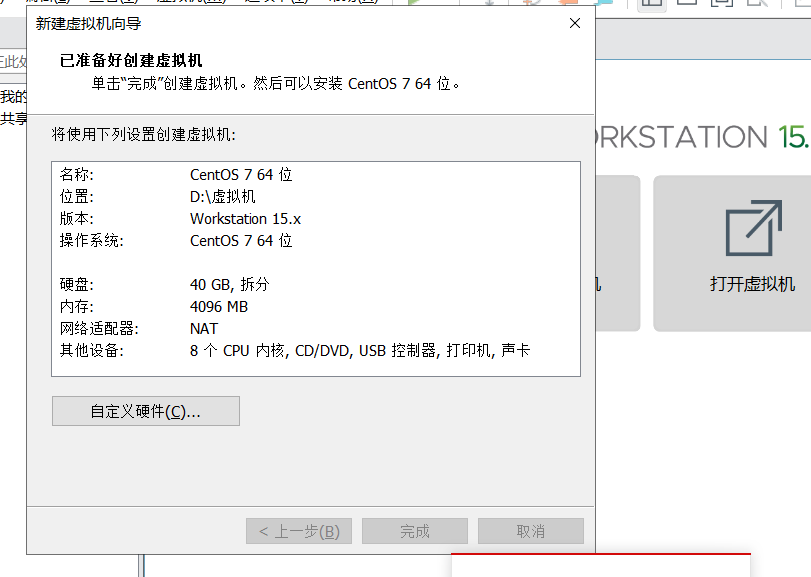 新建虚拟机向导
已准备好创建虚拟机
单击“完成”创建虚拟机。然后可以安装 CentOS 7 64 位。
我的
共享
将使用下列设置创建虚拟机:
ORKSTATION 15.
名称: CentOS 7 64 位
位置: D:\虚拟机
版本: Workstation 15.x
操作系统: CentOS 7 64 位
硬盘: 40 GB, 拆分
内存: 4096 MB
网络适配器: NAT
其他设备: 8 个 CPU 内核, CD/DVD, USB 控制器, 打印机, 声卡
机
打开虚拟机
自定义硬件(C)...
< 上一步(B)
完成
取消